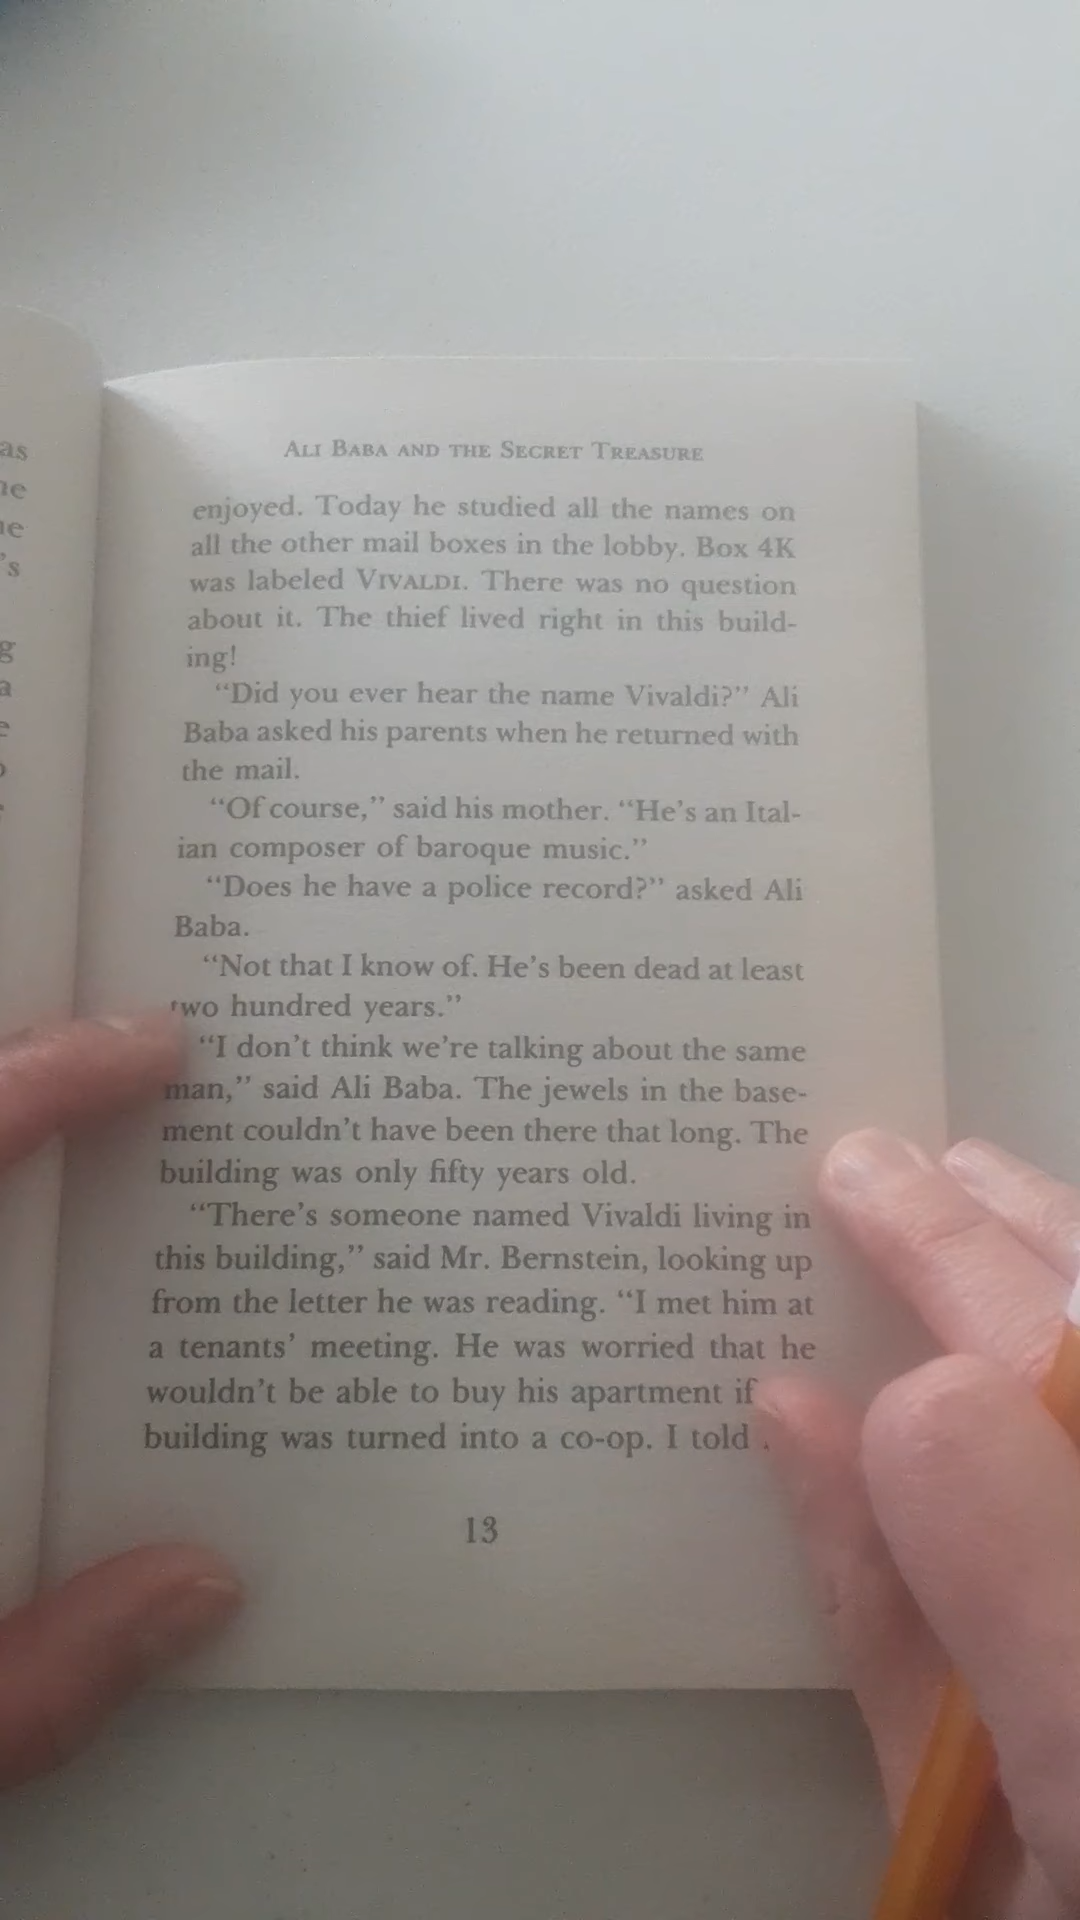 ALI BABA AND THE SECRET TREASURE
enjoyed. Today he studied all the names on
all the other mail boxes in the lobby. Box 4K
was labeled VIVALDI. There was no question
about it. The thief lived right in this build-
ing!
“Did you ever hear the name Vivaldi?” Ali
Baba asked his parents when he returned with
the mail.
“Of course,” said his mother. “He’s an Ital-
ian composer of baroque music.”
“Does he have a police record?” asked Ali
Baba.
“Not that I know of. He’s been dead at least
two hundred years.”
“I don’t think we’re talking about the same
man,” said Ali Baba. The jewels in the base-
ment couldn’t have been there that long. The
building was only fifty years old.
“There’s someone named Vivaldi living in
this building,” said Mr. Bernstein, looking up
from the letter he was reading. “I met him at
a tenants’ meeting. He was worried that he
wouldn’t be able to buy his apartment if
building was turned into a co-op. I told
13